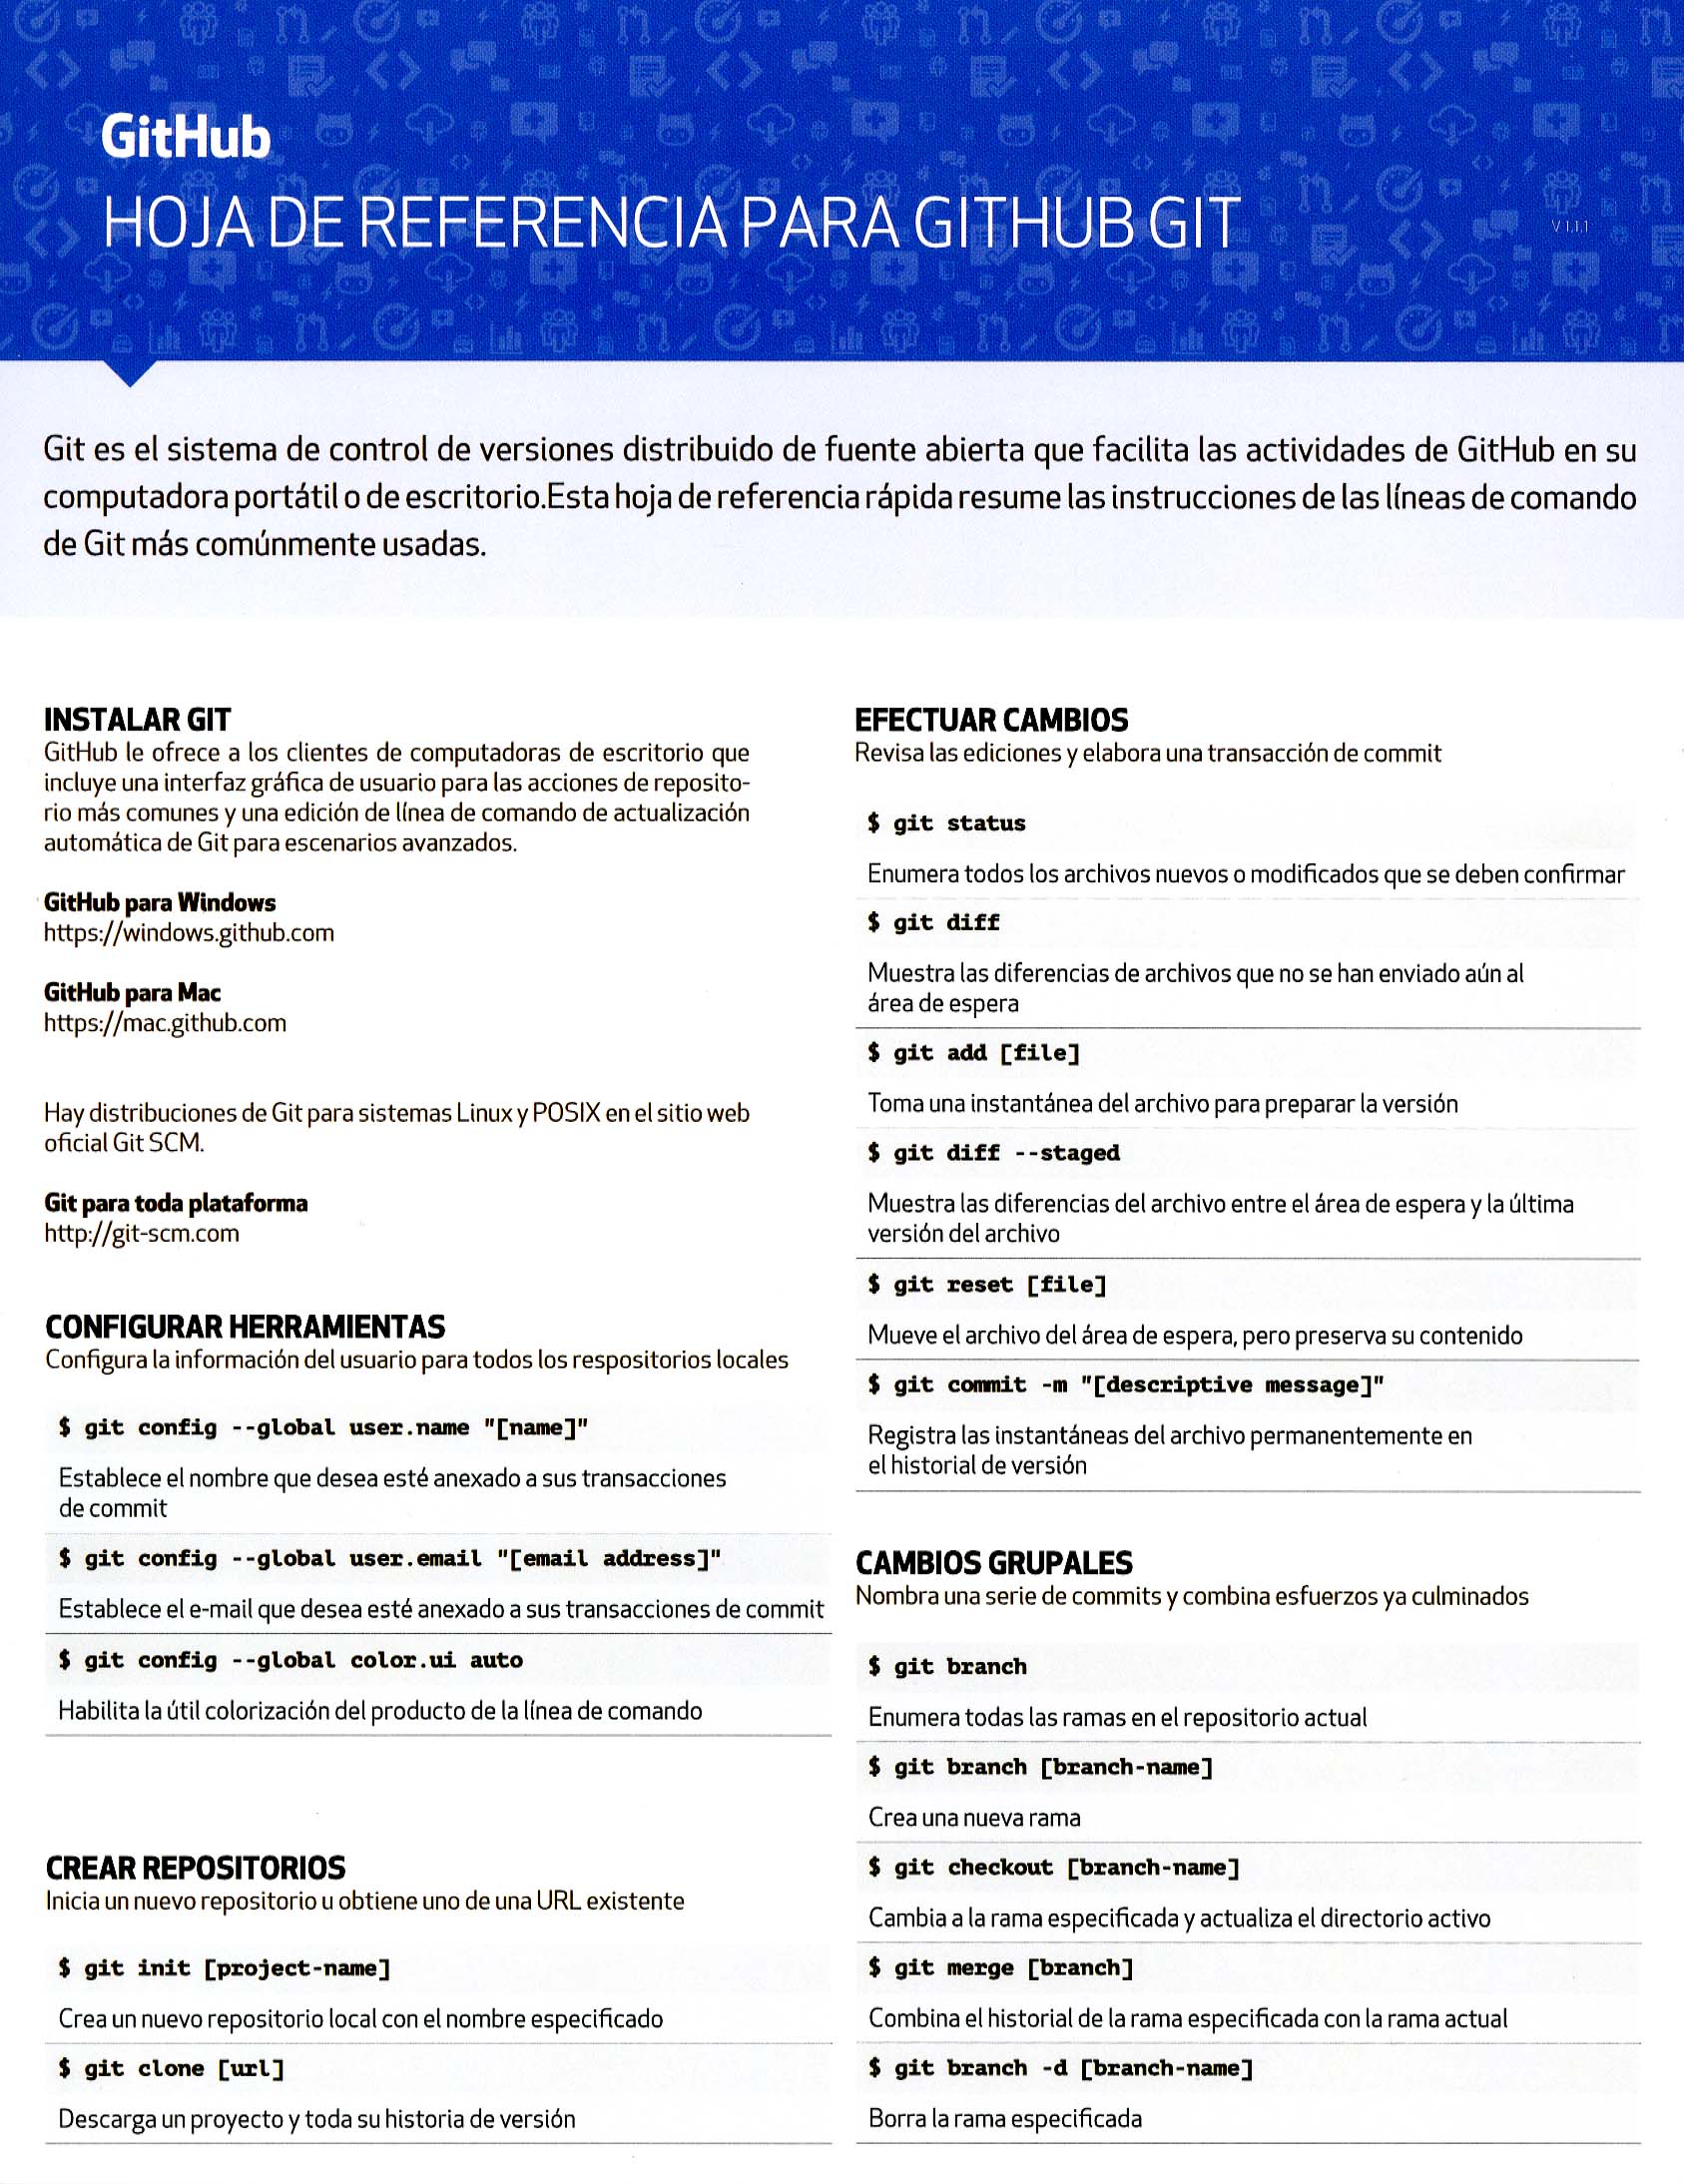 GitHub
HOJA DE REFERENCIA PARA GITHUB GIT
V 1.1.1
Git es el sistema de control de versiones distribuido de fuente abierta que facilita las actividades de GitHub en su
computadora portátil o de escritorio.Esta hoja de referencia rápida resume las instrucciones de las líneas de comando
de Git más comúnmente usadas.
INSTALAR GIT
GitHub le ofrece a los clientes de computadoras de escritorio que
incluye una interfaz gráfica de usuario para las acciones de reposito-
rio más comunes y una edición de línea de comando de actualización
automática de Git para escenarios avanzados.
GitHub para Windows
https://windows.github.com
GitHub para Mac
https://mac.github.com
Hay distribuciones de Git para sistemas Linux y POSIX en el sitio web
oficial Git SCM.
Git para toda plataforma
http://git-scm.com
CONFIGURAR HERRAMIENTAS
Configura la información del usuario para todos los respositorios locales
$ git config --global user.name "[name]"
Establece el nombre que desea esté anexado a sus transacciones
de commit
$ git config --global user.email "[email address]"
Establece el e-mail que desea esté anexado a sus transacciones de commit
$ git config --global color.ui auto
Habilita la útil colorización del producto de la línea de comando
CREAR REPOSITORIOS
Inicia un nuevo repositorio u obtiene uno de una URL existente
$ git init [project-name]
Crea un nuevo repositorio local con el nombre especificado
$ git clone [url]
Descarga un proyecto y toda su historia de versión
EFECTUAR CAMBIOS
Revisa las ediciones y elabora una transacción de commit
$ git status
Enumera todos los archivos nuevos o modificados que se deben confirmar
$ git diff
Muestra las diferencias de archivos que no se han enviado aún al
área de espera
$ git add [file]
Toma una instantánea del archivo para preparar la versión
$ git diff --staged
Muestra las diferencias del archivo entre el área de espera y la última
versión del archivo
$ git reset [file]
Mueve el archivo del área de espera, pero preserva su contenido
$ git commit -m "[descriptive message]"
Registra las instantáneas del archivo permanentemente en
el historial de versión
CAMBIOS GRUPALES
Nombra una serie de commits y combina esfuerzos ya culminados
$ git branch
Enumera todas las ramas en el repositorio actual
$ git branch [branch-name]
Crea una nueva rama
$ git checkout [branch-name]
Cambia a la rama especificada y actualiza el directorio activo
$ git merge [branch]
Combina el historial de la rama especificada con la rama actual
$ git branch -d [branch-name]
Borra la rama especificada